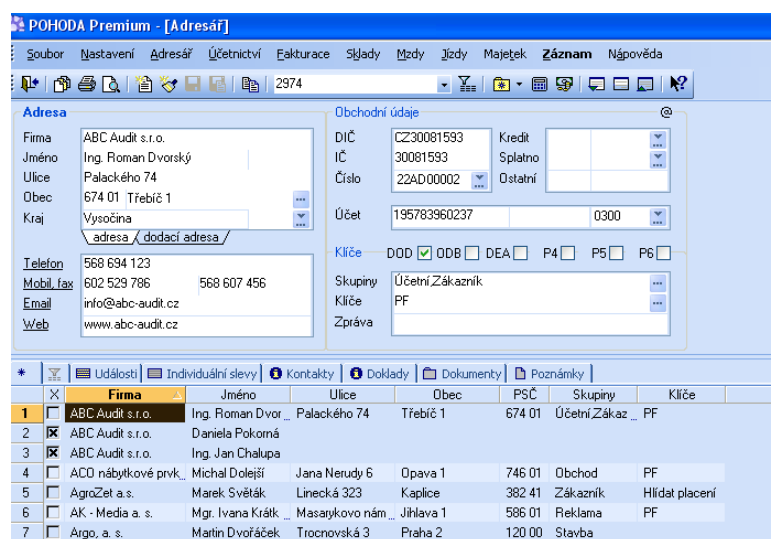 POHODA Premium - [Adresář]
Soubor Nastavení Adresář Účetnictví Fakturace Sklady Mzdy Jízdy Majetek Záznam Nápověda
2974
Adresa
Firma ABC Audit s.r.o.
Jméno Ing. Roman Dvorský
Ulice Palackého 74
Obec 674 01 Třebíč 1
Kraj Vysočina
adresa dodací adresa
Telefon 568 694 123
Mobil, fax 602 529 786 568 607 456
Email info@abc-audit.cz
Web www.abc-audit.cz
Obchodní údaje @
DIČ CZ30081593 Kredit
IČ 30081593 Splatno
Číslo 22AD00002 Ostatní
Účet 195783960237 0300
Klíče DOD ODB DEA P4 P5 P6
Skupiny Účetní,Zákazník
Klíče PF
Zpráva
* Události Individuální slevy Kontakty Doklady Dokumenty Poznámky
X Firma Jméno Ulice Obec PSČ Skupiny Klíče
1 ABC Audit s.r.o. Ing. Roman Dvor... Palackého 74 Třebíč 1 674 01 Účetní,Zákaz... PF
2 ABC Audit s.r.o. Daniela Pokorná
3 ABC Audit s.r.o. Ing. Jan Chalupa
4 ACO nábytkové prvk... Michal Dolejší Jana Nerudy 6 Opava 1 746 01 Obchod PF
5 AgroZet a.s. Marek Světák Linecká 323 Kaplice 382 41 Zákazník Hlídat placení
6 AK - Media a. s. Mgr. Ivana Krátk... Masarykovo nám... Jihlava 1 586 01 Reklama PF
7 Argo, a. s. Martin Dvořáček Trocnovská 3 Praha 2 120 00 Stavba